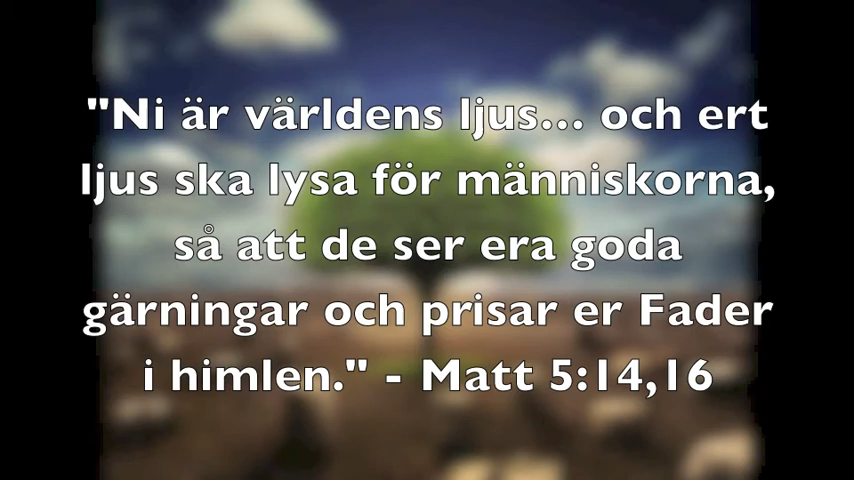 "Ni är världens ljus... och ert
ljus ska lysa för människorna,
så att de ser era goda
gärningar och prisar er Fader
i himlen." - Matt 5:14,16